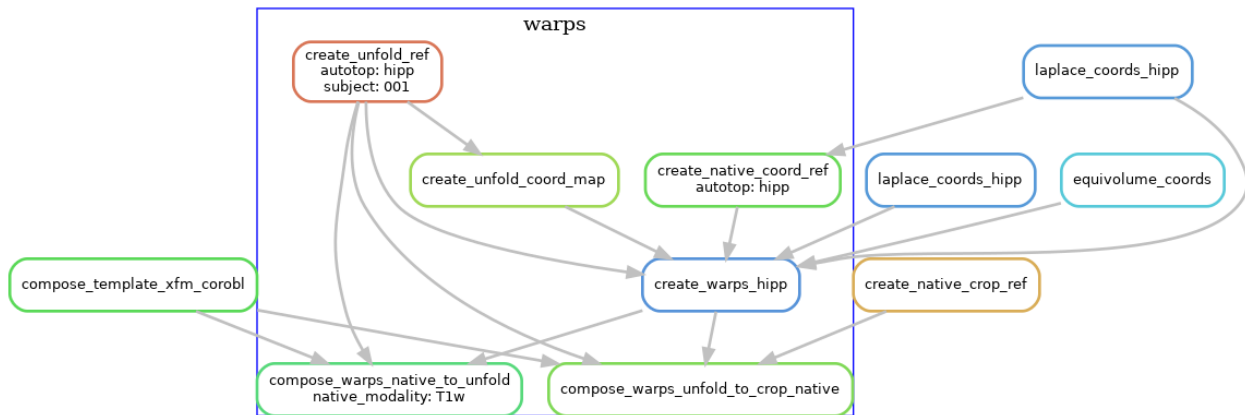 warps
create_unfold_ref
autotop: hipp
subject: 001
laplace_coords_hipp
create_unfold_coord_map
create_native_coord_ref
autotop: hipp
laplace_coords_hipp
equivolume_coords
compose_template_xfm_corobl
create_warps_hipp
create_native_crop_ref
compose_warps_native_to_unfold
native_modality: T1w
compose_warps_unfold_to_crop_native